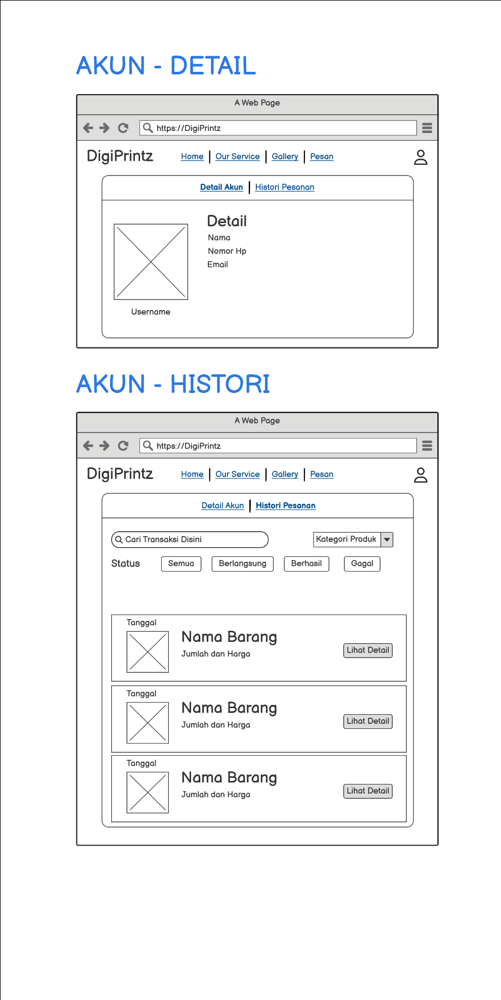 AKUN - DETAIL
A Web Page
https://DigiPrintz
DigiPrintz Home Our Service Gallery Pesan
Detail Akun Histori Pesanan
Detail
Nama
Nomor Hp
Email
Username
AKUN - HISTORI
A Web Page
https://DigiPrintz
DigiPrintz Home Our Service Gallery Pesan
Detail Akun Histori Pesanan
Cari Transaksi Disini Kategori Produk
Status Semua Berlangsung Berhasil Gagal
Tanggal
Nama Barang
Jumlah dan Harga
Lihat Detail
Tanggal
Nama Barang
Jumlah dan Harga
Lihat Detail
Tanggal
Nama Barang
Jumlah dan Harga
Lihat Detail